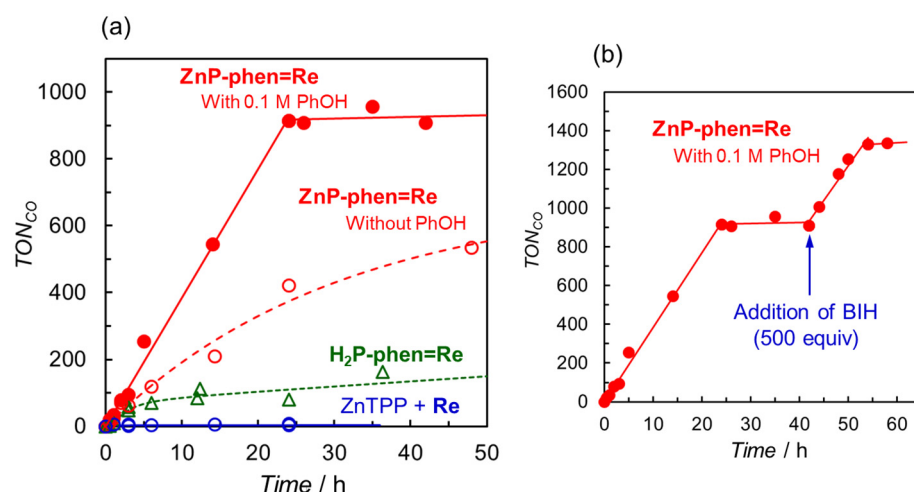 (a)
TON_CO
1000
800
600
400
200
0
ZnP-phen=Re
With 0.1 M PhOH
ZnP-phen=Re
Without PhOH
H₂P-phen=Re
ZnTPP + Re
0 10 20 30 40 50
Time / h
(b)
TON_CO
1600
1400
1200
1000
800
600
400
200
0
ZnP-phen=Re
With 0.1 M PhOH
Addition of BIH
(500 equiv)
0 10 20 30 40 50 60
Time / h